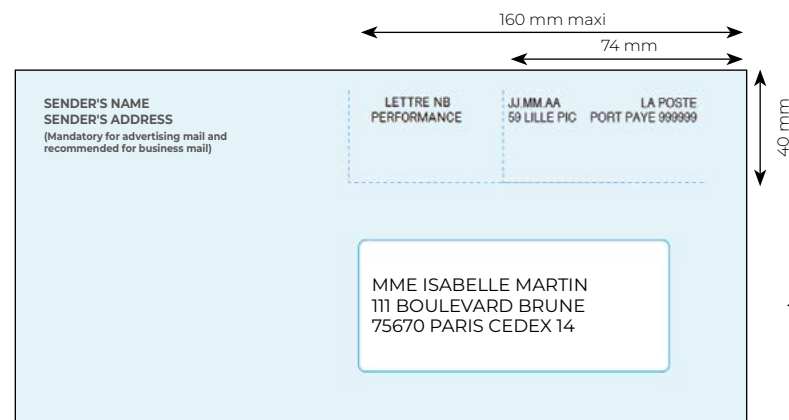 160 mm maxi
74 mm
SENDER'S NAME
SENDER'S ADDRESS
(Mandatory for advertising mail and
recommended for business mail)
LETTRE NB
PERFORMANCE
JJ.MM.AA LA POSTE
59 LILLE PIC PORT PAYE 999999
40 mm
MME ISABELLE MARTIN
111 BOULEVARD BRUNE
75670 PARIS CEDEX 14